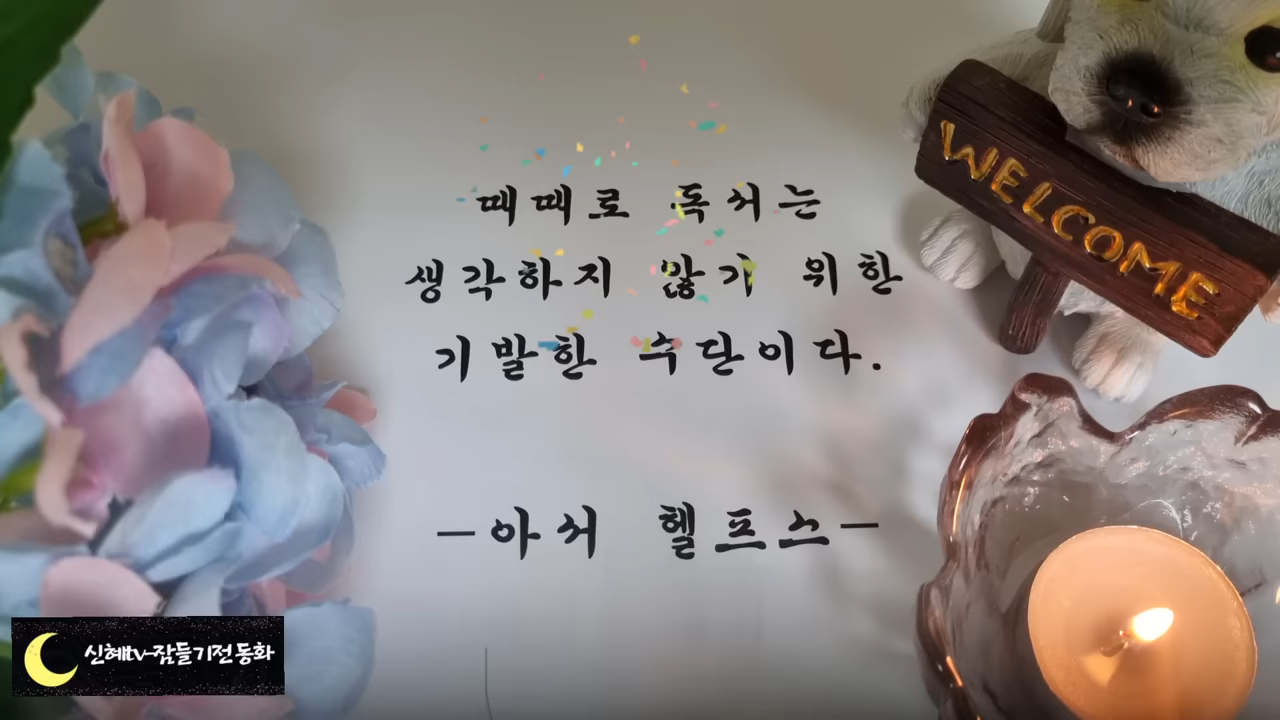 때때로 독서는
생각하지 않기 위한
기발한 수단이다.
-아서 헬프스-
WELCOME
신혜tv-잠들기전동화